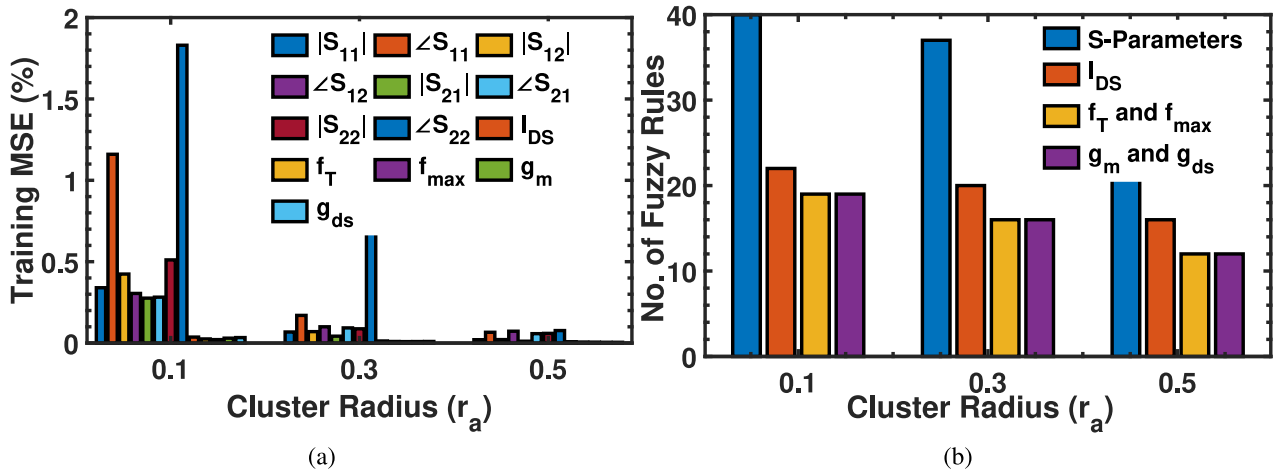 2
1.5
1
0.5
0
Training MSE (%)
|S11| ∠S11 |S12|
∠S12 |S21| ∠S21
|S22| ∠S22 IDS
fT fmax gm
gds
0.1 0.3 0.5
Cluster Radius (ra)
(a)
40
30
20
10
0
No. of Fuzzy Rules
S-Parameters
IDS
fT and fmax
gm and gds
0.1 0.3 0.5
Cluster Radius (ra)
(b)